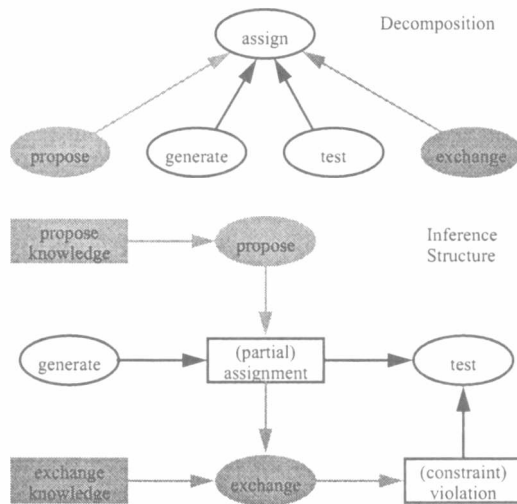 Decomposition
assign
propose
generate
test
exchange
propose
knowledge
propose
Inference
Structure
generate
(partial)
assignment
test
exchange
knowledge
exchange
(constraint)
violation